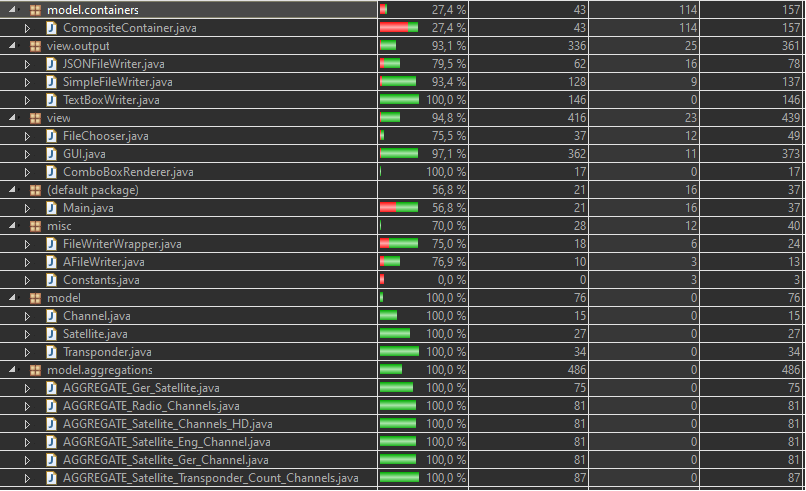 model.containers 27,4 % 43 114 157
CompositeContainer.java 27,4 % 43 114 157
view.output 93,1 % 336 25 361
JSONFileWriter.java 79,5 % 62 16 78
SimpleFileWriter.java 93,4 % 128 9 137
TextBoxWriter.java 100,0 % 146 0 146
view 94,8 % 416 23 439
FileChooser.java 75,5 % 37 12 49
GUI.java 97,1 % 362 11 373
ComboBoxRenderer.java 100,0 % 17 0 17
(default package) 56,8 % 21 16 37
Main.java 56,8 % 21 16 37
misc 70,0 % 28 12 40
FileWriterWrapper.java 75,0 % 18 6 24
AFileWriter.java 76,9 % 10 3 13
Constants.java 0,0 % 0 3 3
model 100,0 % 76 0 76
Channel.java 100,0 % 15 0 15
Satellite.java 100,0 % 27 0 27
Transponder.java 100,0 % 34 0 34
model.aggregations 100,0 % 486 0 486
AGGREGATE_Ger_Satellite.java 100,0 % 75 0 75
AGGREGATE_Radio_Channels.java 100,0 % 81 0 81
AGGREGATE_Satellite_Channels_HD.java 100,0 % 81 0 81
AGGREGATE_Satellite_Eng_Channel.java 100,0 % 81 0 81
AGGREGATE_Satellite_Ger_Channel.java 100,0 % 81 0 81
AGGREGATE_Satellite_Transponder_Count_Channels.java 100,0 % 87 0 87